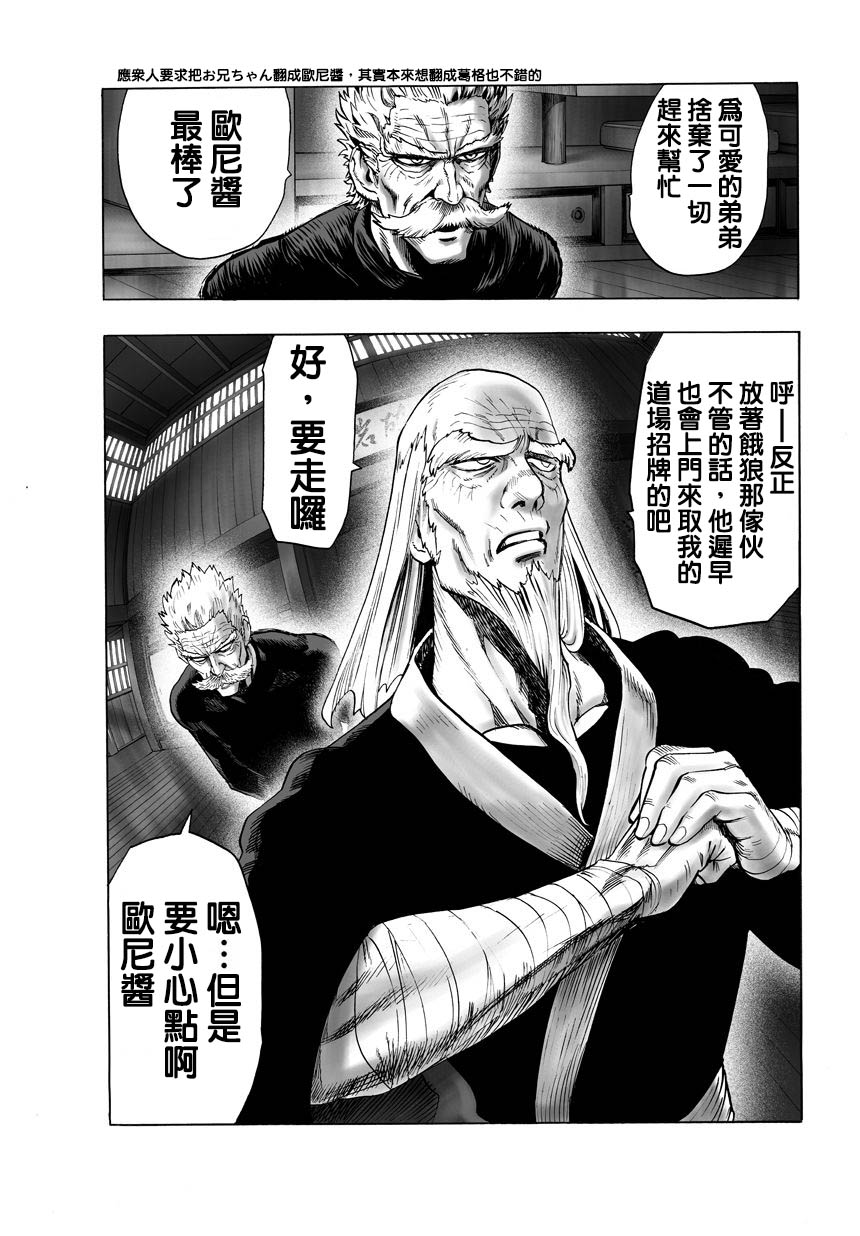 應眾人要求把お兄ちゃん翻成歐尼醬，其實本來想翻成葛格也不錯的
為可愛的弟弟
捨棄了一切
趕來幫忙
歐尼醬
最棒了
呼—反正
放著餓狼那傢伙
不管的話，他遲早
也會上門來取我的
道場招牌的吧
好，要走囉
嗯…但是
要小心點啊
歐尼醬